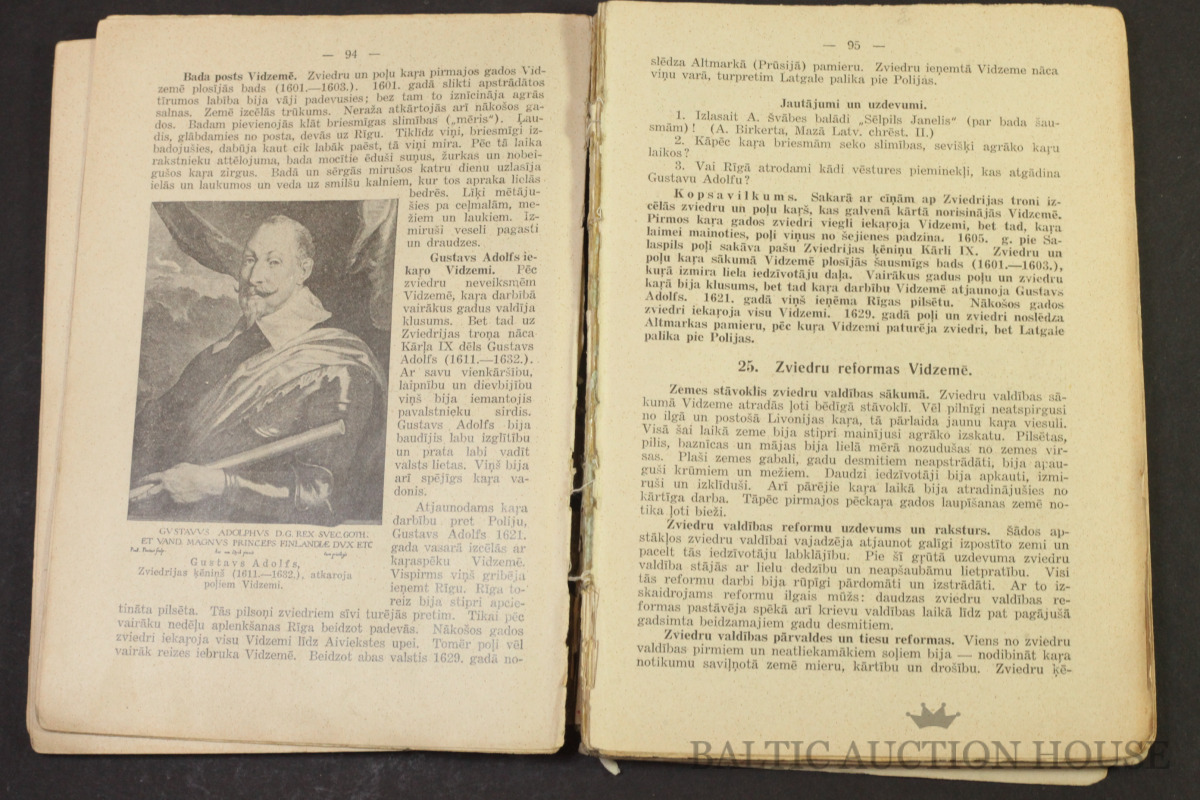 — 94 —
Bada posts Vidzemē. Zviedru un poļu kaŗa pirmajos gados Vid-
zemē plosījās bads (1601.—1603.). 1601. gadā slikti apstrādātos
tīrumos labība bija vāji padevusies; bez tam to iznīcināja agrās
salnas. Zemē izcēlās trūkums. Neraža atkārtojās arī nākošos ga-
dos. Badam pievienojās klāt briesmīgas slimības („mēris“). Ļau-
dis, glābdamies no posta, devās uz Rīgu. Tiklīdz viņi, briesmīgi iz-
badojušies, dabūja kaut cik labāk paēst, tā viņi mira. Pēc tā laika
rakstnieku attēlojuma, bada mocītie ēduši suņus, žurkas un nobei-
gušos kaŗa zirgus. Badā un sērgās mirušos katru dienu uzlasīja
ielās un laukumos un veda uz smilšu kalniem, kur tos apraka lielās
bedrēs. Līķi mētāju-
šies pa ceļmalām, me-
žiem un laukiem. Iz-
miruši veseli pagasti
un draudzes.
Gustavs Adolfs ie-
kaŗo Vidzemi. Pēc
zviedru neveiksmēm
Vidzemē, kaŗa darbībā
vairākus gadus valdīja
klusums. Bet tad uz
Zviedrijas troņa nāca
Kārļa IX dēls Gustavs
Adolfs (1611.—1632.).
Ar savu vienkāršību,
laipnību un dievbijību
viņš bija iemantojis
pavalstnieku sirdis.
Gustavs Adolfs bija
baudījis labu izglītību
un prata labi vadīt
valsts lietas. Viņš bija
arī spējīgs kaŗa va-
donis.
Atjaunodams kaŗa
darbību pret Poliju,
Gustavs Adolfs 1621.
gada vasarā izcēlās ar
kaŗaspēku Vidzemē.
Vispirms viņš gribēja
ieņemt Rīgu. Rīga to-
reiz bija stipri apcie-
GVSTAVVS ADOLPHVS D.G. REX SVEC. GOTH.
ET VAND. MAGNVS PRINCEPS FINLANDIÆ DVX ETC
Gustavs Adolfs,
Zviedrijas ķēniņš (1611.—1632.), atkaroja
poļiem Vidzemi.
tināta pilsēta. Tās pilsoņi zviedriem sīvi turējās pretim. Tikai pēc
vairāku nedēļu aplenkšanas Rīga beidzot padevās. Nākošos gados
zviedri iekaŗoja visu Vidzemi līdz Aiviekstes upei. Tomēr poļi vēl
vairāk reizes iebruka Vidzemē. Beidzot abas valstis 1629. gadā no-
— 95 —
slēdza Altmarkā (Prūsijā) pamieru. Zviedru ieņemtā Vidzeme nāca
viņu varā, turpretim Latgale palika pie Polijas.
Jautājumi un uzdevumi.
1. Izlasait A. Švābes balādi „Sēlpils Janelis“ (par bada šau-
smām)! (A. Birkerta, Mazā Latv. chrēst. II.)
2. Kāpēc kaŗa briesmām seko slimības, sevišķi agrāko kaŗu
laikos?
3. Vai Rīgā atrodami kādi vēstures pieminekļi, kas atgādina
Gustavu Adolfu?
Kopsavilkums. Sakarā ar cīņām ap Zviedrijas troni iz-
cēlās zviedru un poļu kaŗš, kas galvenā kārtā norisinājās Vidzemē.
Pirmos kaŗa gados zviedri viegli iekaŗoja Vidzemi, bet tad, kaŗa
laimei mainoties, poļi viņus no šejienes padzina. 1605. g. pie Sa-
laspils poļi sakāva pašu Zviedrijas ķēniņu Kārli IX. Zviedru un
poļu kaŗa sākumā Vidzemē plosījās šausmīgs bads (1601.—1603.),
kuŗā izmira liela iedzīvotāju daļa. Vairākus gadus poļu un zviedru
kaŗā bija klusums, bet tad kaŗa darbību Vidzemē atjaunoja Gustavs
Adolfs. 1621. gadā viņš ieņēma Rīgas pilsētu. Nākošos gados
zviedri iekaŗoja visu Vidzemi. 1629. gadā poļi un zviedri noslēdza
Altmarkas pamieru, pēc kuŗa Vidzemi paturēja zviedri, bet Latgale
palika pie Polijas.
25. Zviedru reformas Vidzemē.
Zemes stāvoklis zviedru valdības sākumā. Zviedru valdības sā-
kumā Vidzeme atradās ļoti bēdīgā stāvoklī. Vēl pilnīgi neatspirgusi
no ilgā un postošā Livonijas kaŗa, tā pārlaida jaunu kaŗa viesuli.
Visā šai laikā zeme bija stipri mainījusi agrāko izskatu. Pilsētas,
pilis, baznīcas un mājas bija lielā mērā nozudušas no zemes vir-
sas. Plaši zemes gabali, gadu desmitiem neapstrādāti, bija apau-
guši krūmiem un mežiem. Daudzi iedzīvotāji bija apkauti, izmi-
ruši un izklīduši. Arī pārējie kaŗa laikā bija atradinājušies no
kārtīga darba. Tāpēc pirmajos pēckaŗa gados laupīšanas zemē no-
tika ļoti bieži.
Zviedru valdības reformu uzdevums un raksturs. Šādos ap-
stākļos zviedru valdībai vajadzēja atjaunot galīgi izpostīto zemi un
pacelt tās iedzīvotāju labklājību. Pie šī grūtā uzdevuma zviedru
valdība stājās ar lielu dedzību un neapšaubāmu lietpratību. Visi
tās reformu darbi bija rūpīgi pārdomāti un izstrādāti. Ar to iz-
skaidrojams reformu ilgais mūžs: daudzas zviedru valdības re-
formas pastāvēja spēkā arī krievu valdības laikā līdz pat pagājušā
gadsimta beidzamajiem gadu desmitiem.
Zviedru valdības pārvaldes un tiesu reformas. Viens no zviedru
valdības pirmiem un neatliekamākiem soļiem bija — nodibināt kaŗa
notikumu saviļņotā zemē mieru, kārtību un drošību. Zviedru ķē-
BALTIC AUCTION HOUSE